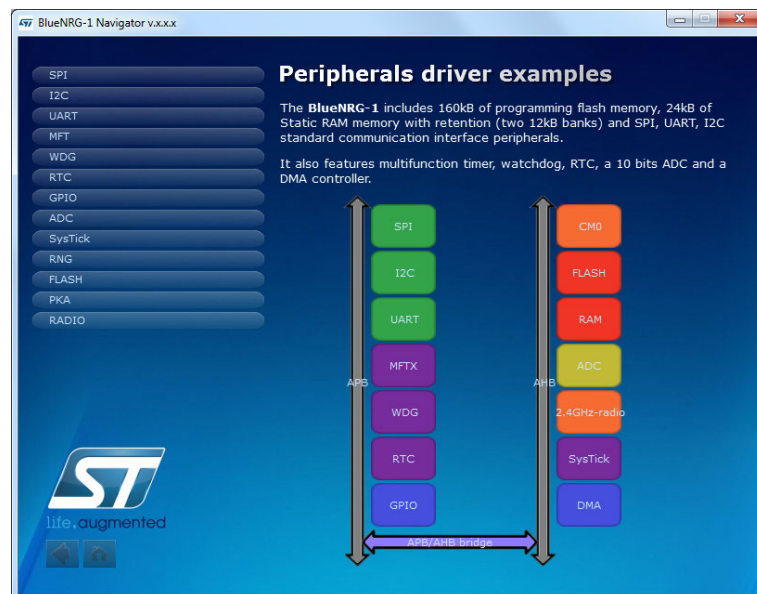 BlueNRG-1 Navigator v.x.x.x
SPI
I2C
UART
MFT
WDG
RTC
GPIO
ADC
SysTick
RNG
FLASH
PKA
RADIO
Peripherals driver examples
The BlueNRG-1 includes 160kB of programming flash memory, 24kB of
Static RAM memory with retention (two 12kB banks) and SPI, UART, I2C
standard communication interface peripherals.
It also features multifunction timer, watchdog, RTC, a 10 bits ADC and a
DMA controller.
APB
SPI
I2C
UART
MFTX
WDG
RTC
GPIO
AHB
CM0
FLASH
RAM
ADC
2.4GHz-radio
SysTick
DMA
APB/AHB bridge
ST
life.augmented